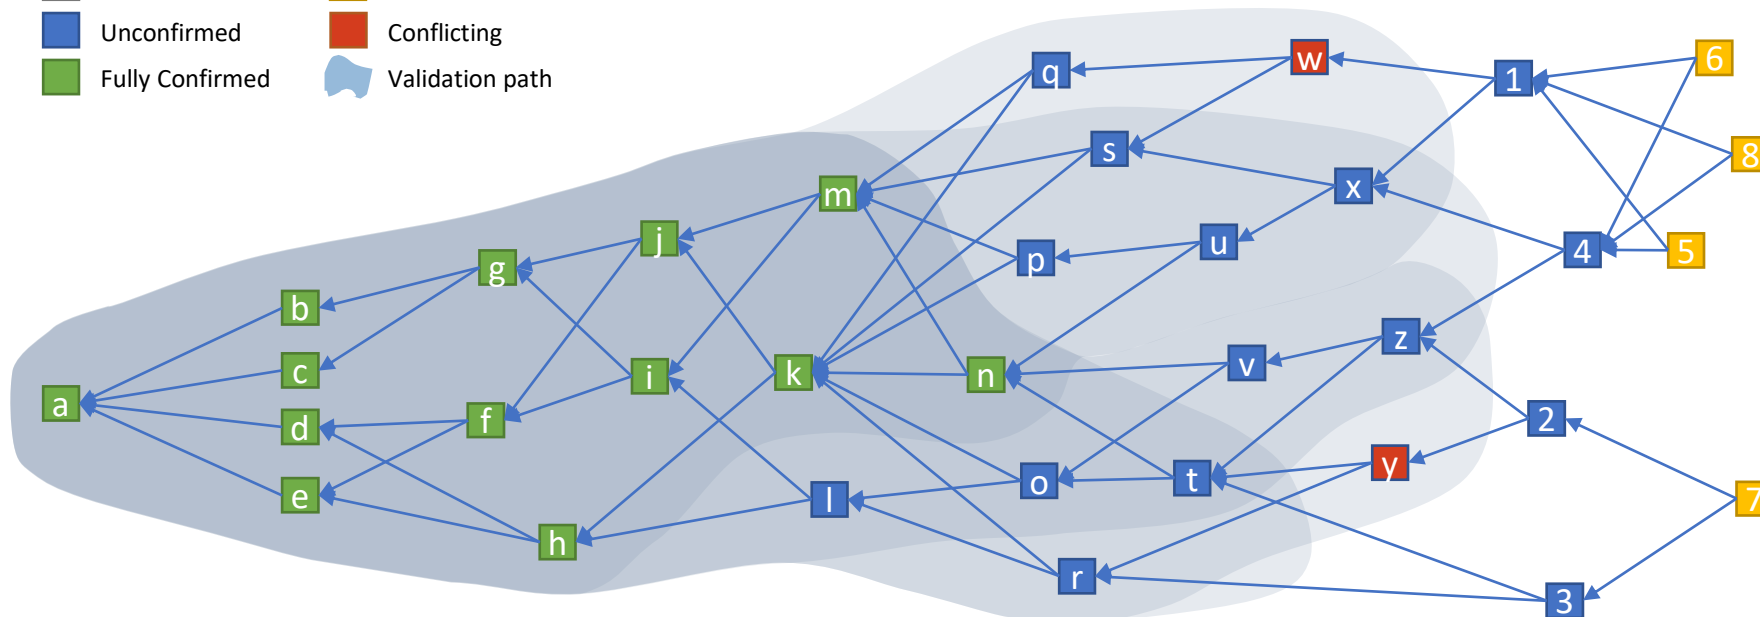 Unconfirmed
Conflicting
Fully Confirmed
Validation path
q
w
1
6
s
8
m
x
j
u
4
5
g
p
b
z
c
i
k
n
v
a
d
f
2
e
l
o
t
y
7
h
r
3